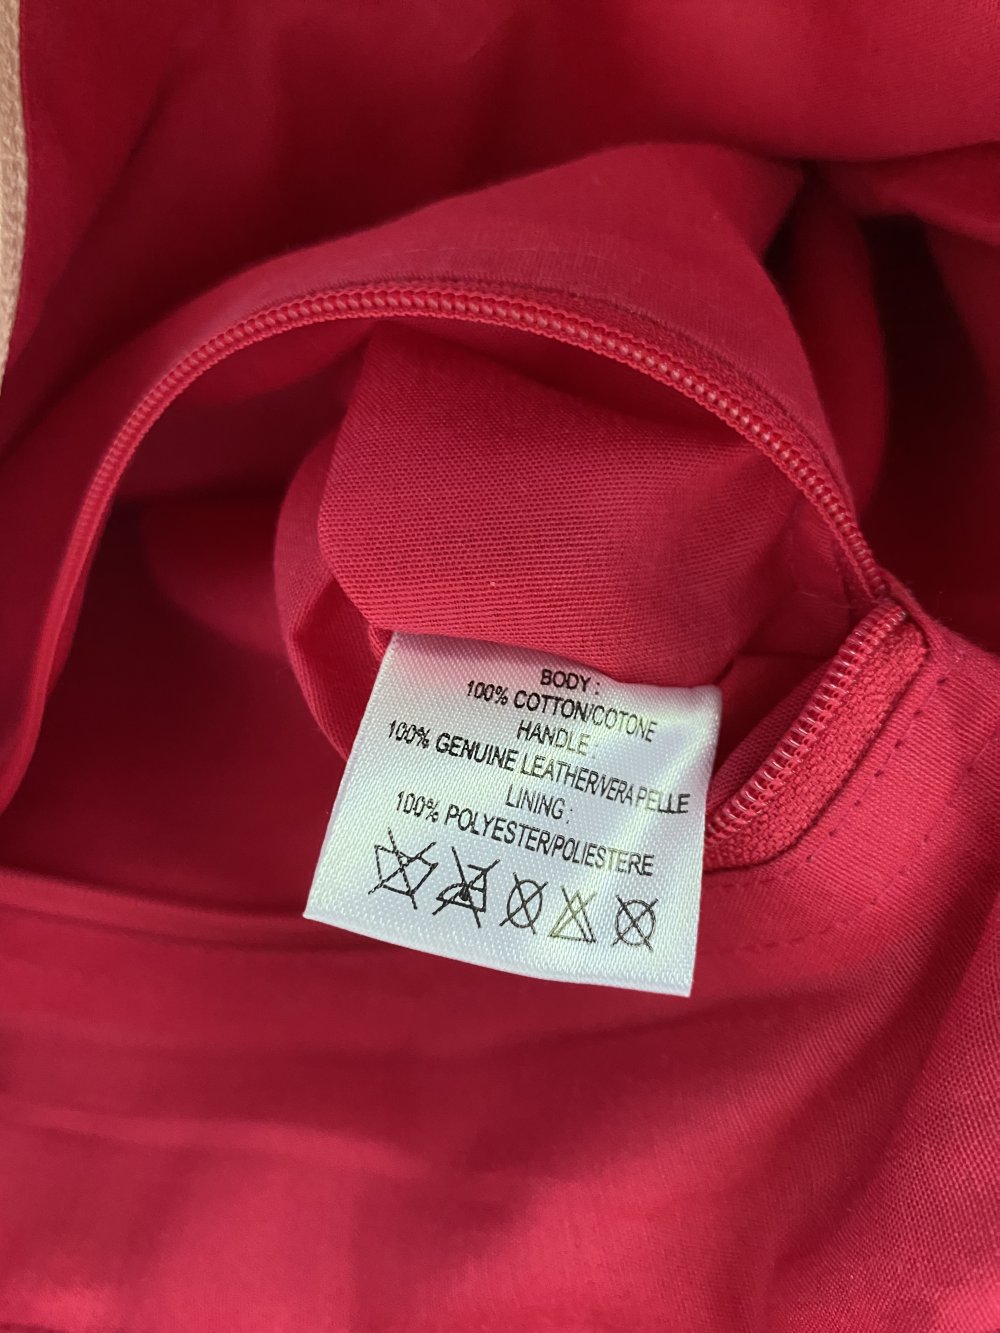 BODY :
100% COTTON/COTONE
HANDLE :
100% GENUINE LEATHER/VERA PELLE
LINING :
100% POLYESTER/POLIESTERE